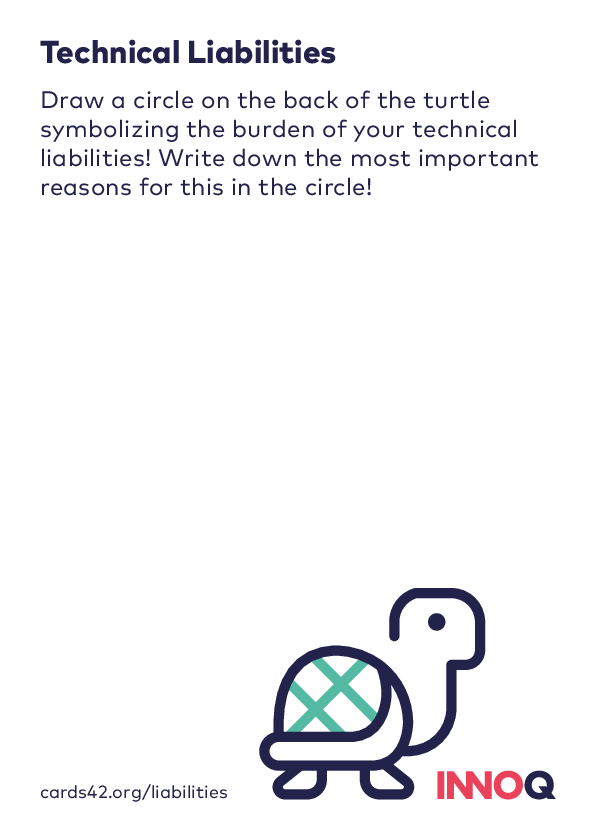 Technical Liabilities
Draw a circle on the back of the turtle
symbolizing the burden of your technical
liabilities! Write down the most important
reasons for this in the circle!
cards42.org/liabilities
INNOQ